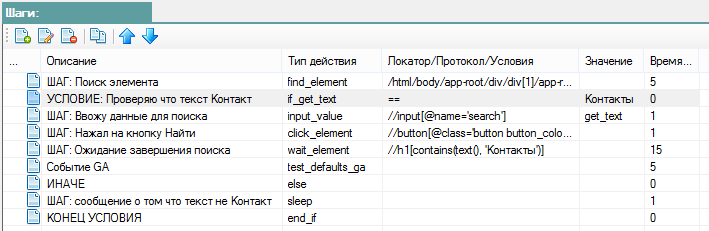 Шаги:
... Описание Тип действия Локатор/Протокол/Условия Значение Время...
ШАГ: Поиск элемента find_element /html/body/app-root/div/div[1]/app-r... 5
УСЛОВИЕ: Проверяю что текст Контакт if_get_text == Контакты 0
ШАГ: Ввожу данные для поиска input_value //input[@name='search'] get_text 1
ШАГ: Нажал на кнопку Найти click_element //button[@class='button button_colo... 1
ШАГ: Ожидание завершения поиска wait_element //h1[contains(text(), 'Контакты')] 15
Событие GA test_defaults_ga 5
ИНАЧЕ else 0
ШАГ: сообщение о том что текст не Контакт sleep 1
КОНЕЦ УСЛОВИЯ end_if 0